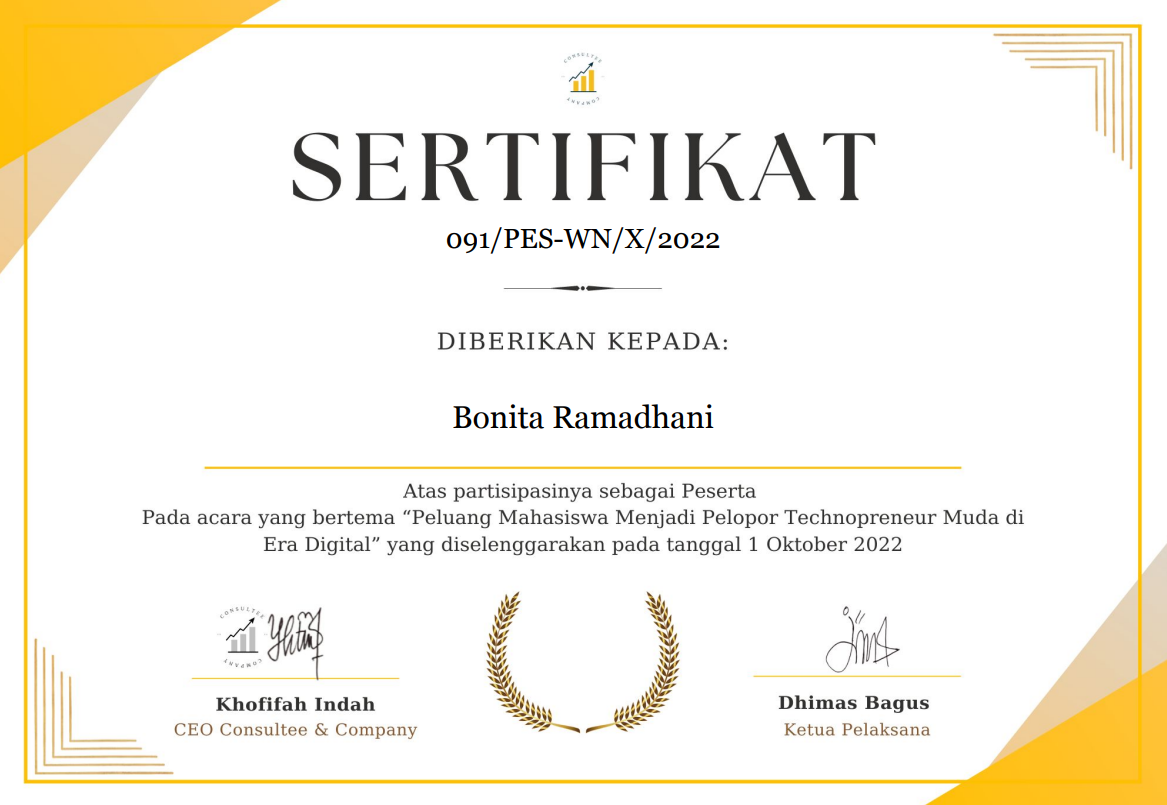 CONSULTEE
COMPANY
SERTIFIKAT
091/PES-WN/X/2022
DIBERIKAN KEPADA:
Bonita Ramadhani
Atas partisipasinya sebagai Peserta
Pada acara yang bertema “Peluang Mahasiswa Menjadi Pelopor Technopreneur Muda di
Era Digital” yang diselenggarakan pada tanggal 1 Oktober 2022
CONSULTEE
COMPANY
Khofifah Indah
CEO Consultee & Company
Dhimas Bagus
Ketua Pelaksana